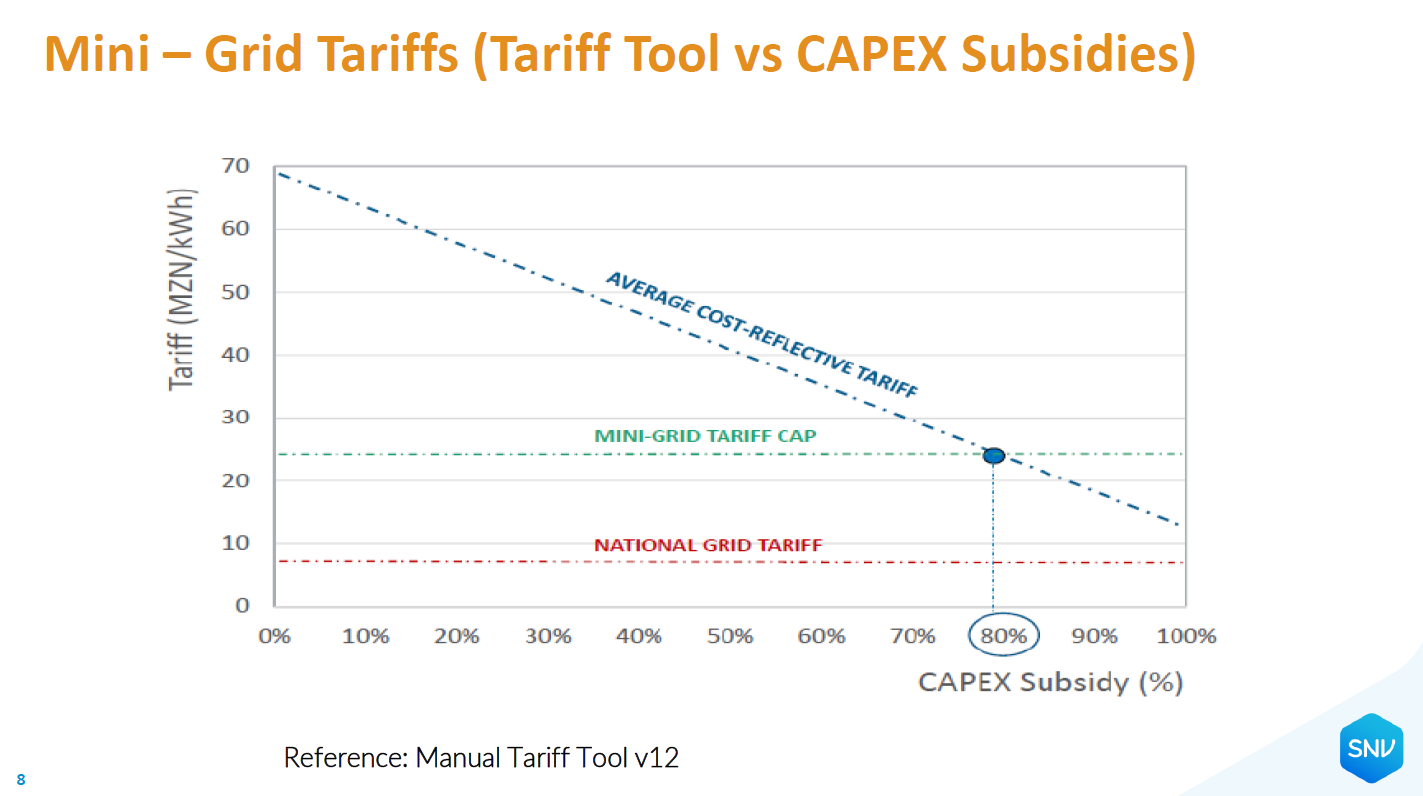 Mini – Grid Tariffs (Tariff Tool vs CAPEX Subsidies)
Tariff (MZN/kWh)
70
60
50
40
30
20
10
0
AVERAGE COST-REFLECTIVE TARIFF
MINI-GRID TARIFF CAP
NATIONAL GRID TARIFF
0% 10% 20% 30% 40% 50% 60% 70% 80% 90% 100%
CAPEX Subsidy (%)
Reference: Manual Tariff Tool v12
SNV
8